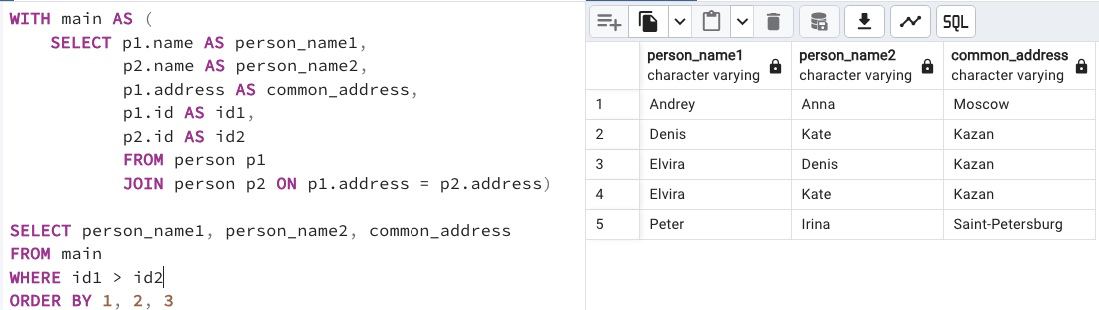 WITH main AS (
    SELECT p1.name AS person_name1,
           p2.name AS person_name2,
           p1.address AS common_address,
           p1.id AS id1,
           p2.id AS id2
           FROM person p1
           JOIN person p2 ON p1.address = p2.address)
SELECT person_name1, person_name2, common_address
FROM main
WHERE id1 > id2
ORDER BY 1, 2, 3
SQL
person_name1 person_name2 common_address
character varying character varying character varying
1 Andrey Anna Moscow
2 Denis Kate Kazan
3 Elvira Denis Kazan
4 Elvira Kate Kazan
5 Peter Irina Saint-Petersburg